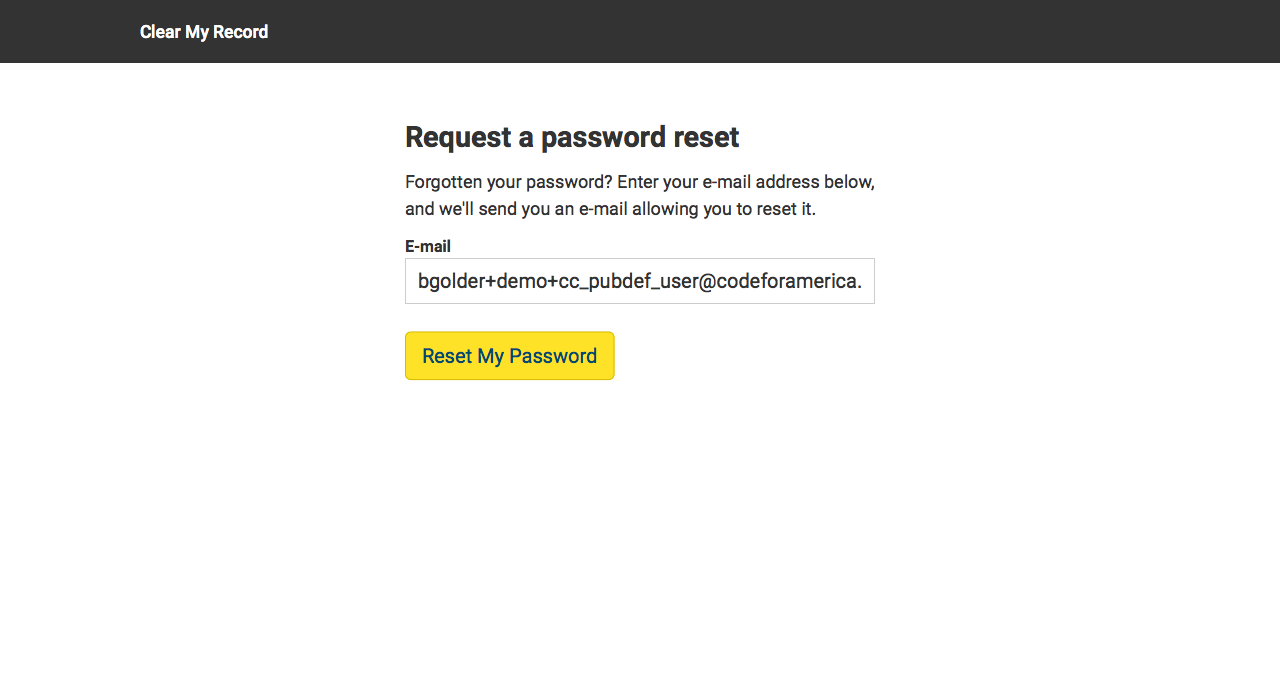 Clear My Record
Request a password reset
Forgotten your password? Enter your e-mail address below,
and we'll send you an e-mail allowing you to reset it.
E-mail
bgolder+demo+cc_pubdef_user@codeforamerica.
Reset My Password